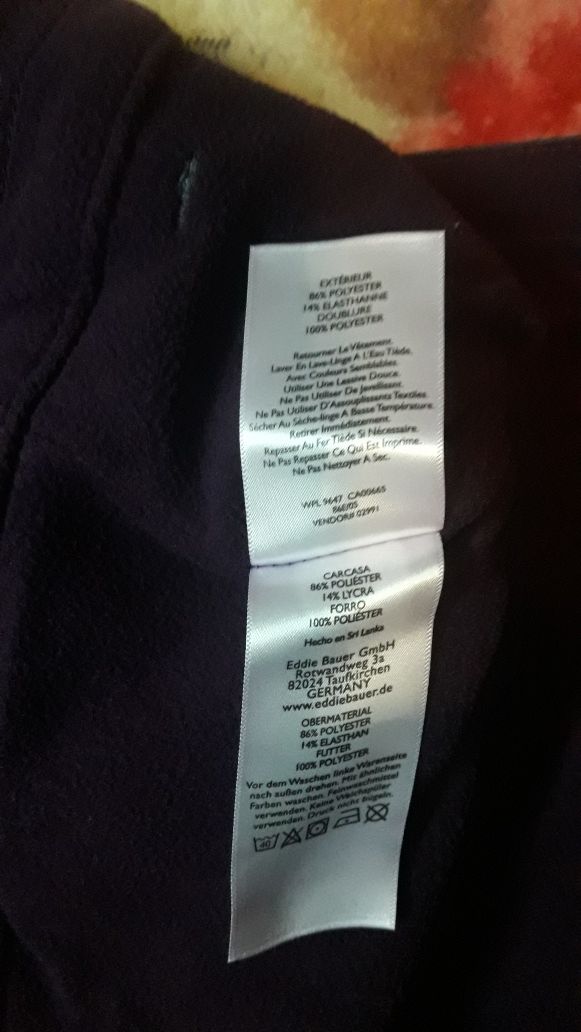 EXTÉRIEUR
86% POLYESTER
14% ELASTHANNE
DOUBLURE
100% POLYESTER
Retourner Le Vêtement.
Laver En Lave-Linge A L'Eau Tiède,
Avec Couleurs Semblables.
Utiliser Une Lessive Douce.
Ne Pas Utiliser De Javellisant.
Ne Pas Utiliser D'Assouplissants Textiles.
Sécher Au Sèche-linge A Basse Température.
Retirer Immédiatement.
Repasser Au Fer Tiède Si Nécessaire.
Ne Pas Repasser Ce Qui Est Imprime.
Ne Pas Nettoyer A Sec.
WPL 9647 CA00665
86E/05
VENDOR# 02991
CARCASA
86% POLIÉSTER
14% LYCRA
FORRO
100% POLIÉSTER
Hecho en Sri Lanka
Eddie Bauer GmbH
Rotwandweg 3a
82024 Taufkirchen
GERMANY
www.eddiebauer.de
OBERMATERIAL
86% POLYESTER
14% ELASTHAN
FUTTER
100% POLYESTER
Vor dem Waschen linke Warenseite
nach außen drehen. Mit ähnlichen
Farben waschen. Feinwaschmittel
verwenden. Keine Weichspüler
verwenden. Druck nicht bügeln.
40